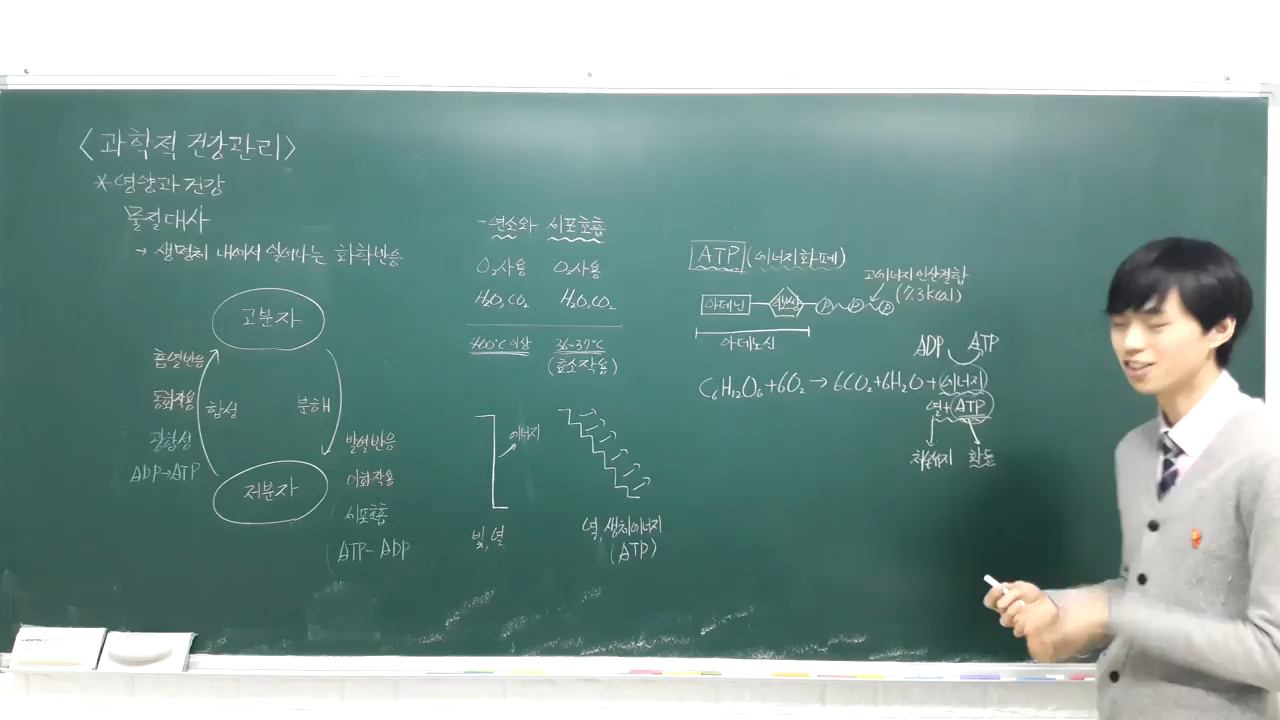 <과학적 건강관리>
*영양과 건강
물질대사
→ 생명체 내에서 일어나는 화학반응
고분자
흡열반응
동화작용
합성
분해
광합성
ADP→ATP
저분자
발열반응
이화작용
세포호흡
ATP- ADP
-연소와 세포호흡
O₂사용 O₂사용
H₂O, CO₂ H₂O, CO₂
400°C 이상 36-37°C
(효소작용)
에너지
빛, 열
열, 생체에너지
(ATP)
ATP (에너지화폐)
고에너지 인산결합
(7.3kcal)
아데닌 리보스 P P P
아데노신
ADP ATP
C₆H₁₂O₆+6O₂→6CO₂+6H₂O+에너지
열+ATP
체온유지 활동